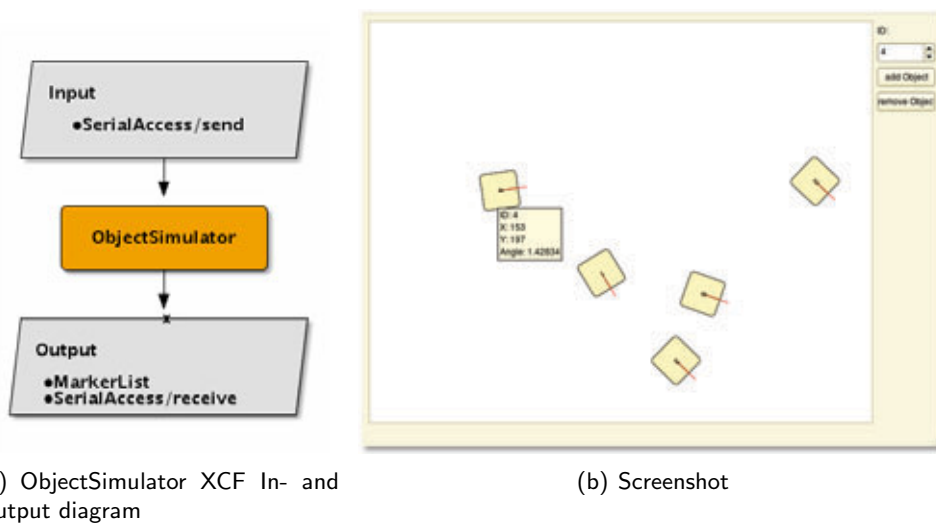 Input
•SerialAccess/send
ObjectSimulator
Output
•MarkerList
•SerialAccess/receive
ID:
4
add Object
remove Objec
ID: 4
X: 153
Y: 197
Angle: 1.42634
) ObjectSimulator XCF In- and
utput diagram
(b) Screenshot